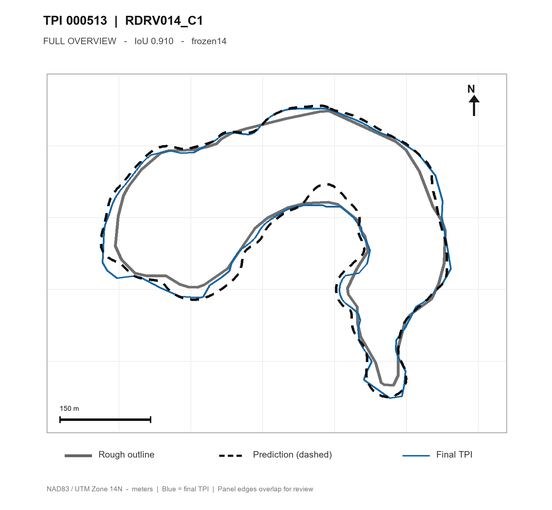 TPI 000513 | RDRV014_C1
FULL OVERVIEW - IoU 0.910 - frozen14
N
150 m
Rough outline Prediction (dashed) Final TPI
NAD83 / UTM Zone 14N - meters | Blue = final TPI | Panel edges overlap for review